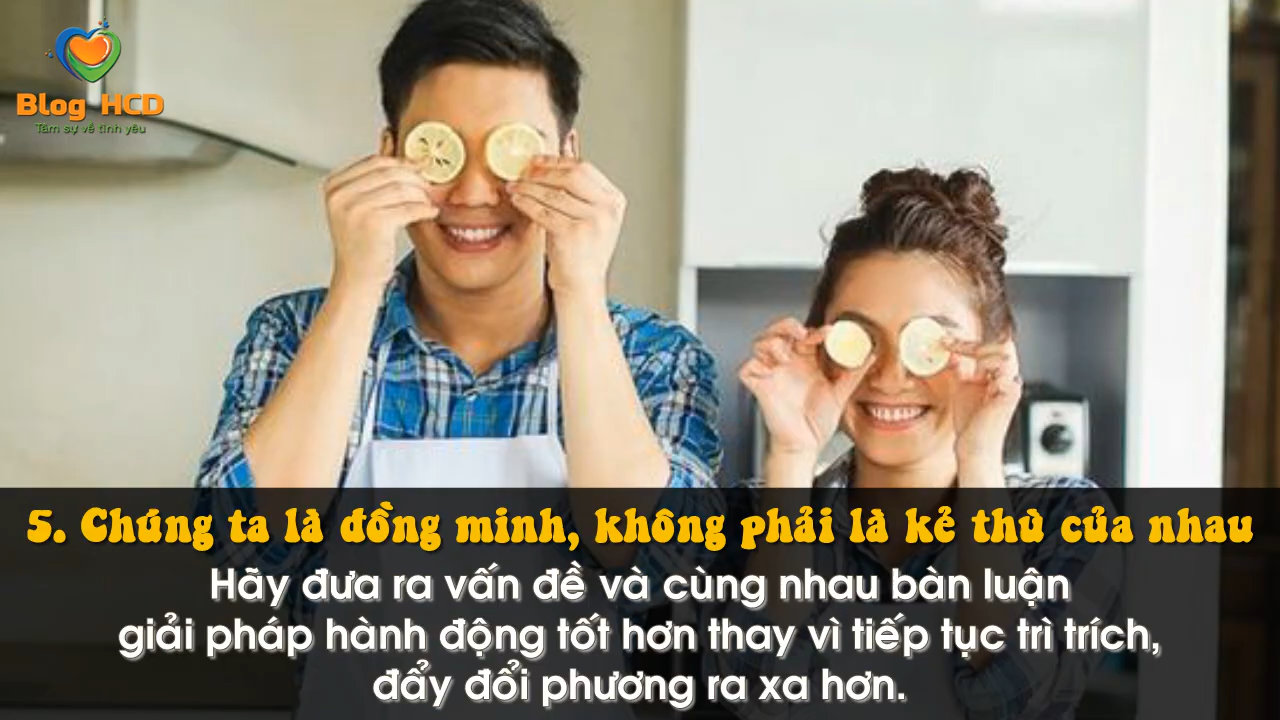 Blog HCD
Tâm sự về tình yêu
5. Chúng ta là đồng minh, không phải là kẻ thù của nhau
Hãy đưa ra vấn đề và cùng nhau bàn luận
giải pháp hành động tốt hơn thay vì tiếp tục trì trích,
đẩy đổi phương ra xa hơn.